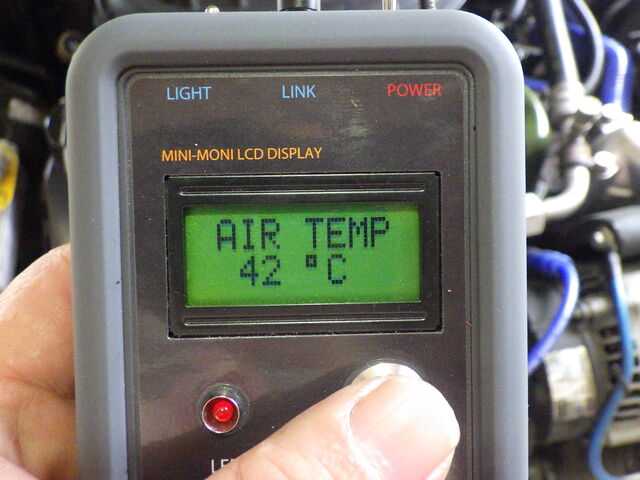 LIGHT LINK POWER
MINI-MONI LCD DISPLAY
AIR TEMP
42 °C